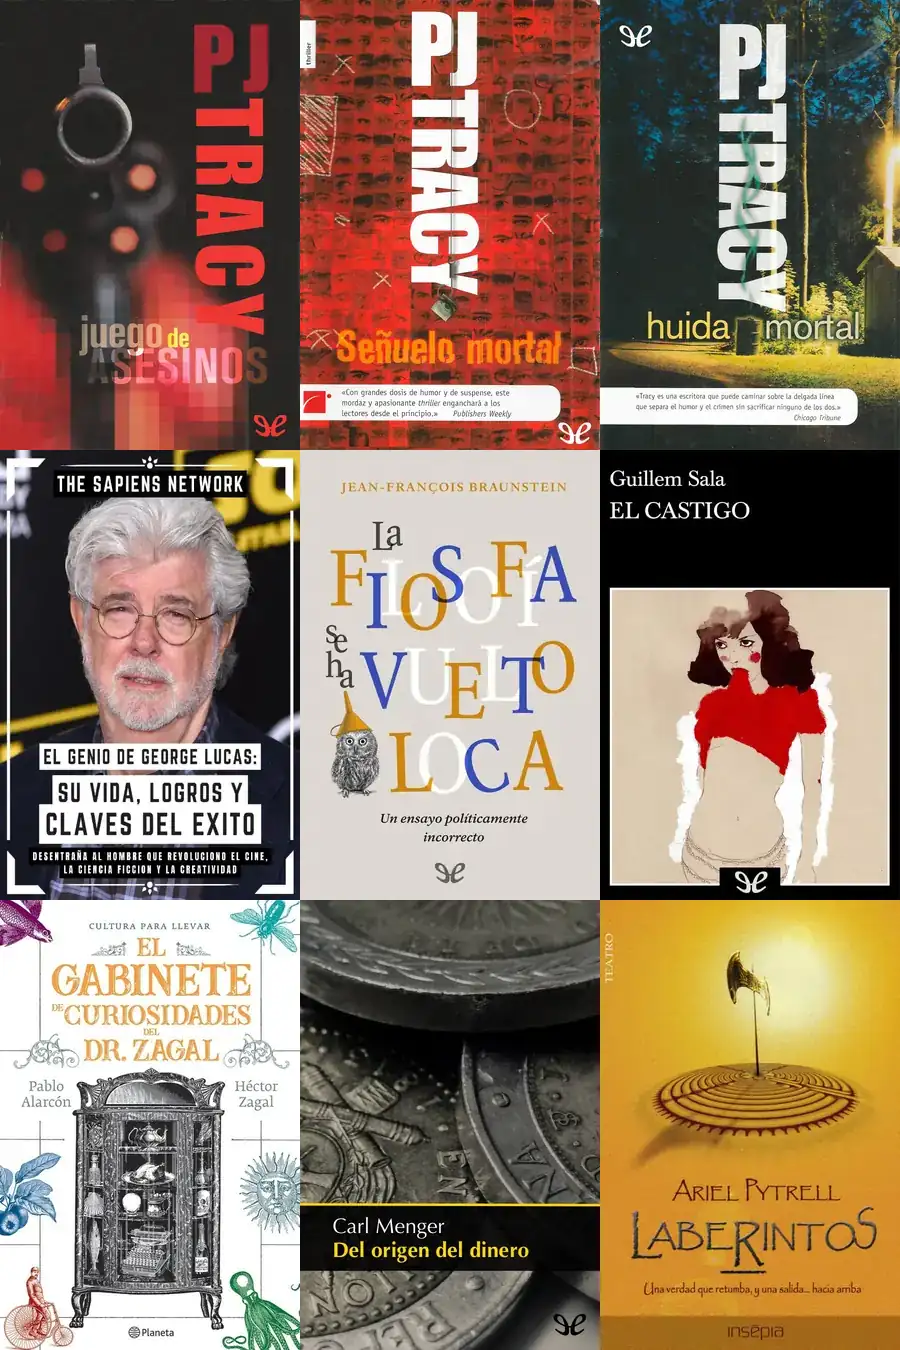 PJ TRACY
juego de
ASESINOS
thriller
PJ TRACY
Señuelo mortal
«Con grandes dosis de humor y de suspense, este
mordaz y apasionante thriller enganchará a los
lectores desde el principio.» Publishers Weekly
PJ TRACY
huida mortal
«Tracy es una escritora que puede caminar sobre la delgada línea
que separa el humor y el crimen sin sacrificar ninguno de los dos.»
Chicago Tribune
THE SAPIENS NETWORK
EL GENIO DE GEORGE LUCAS:
SU VIDA, LOGROS Y
CLAVES DEL EXITO
DESENTRAÑA AL HOMBRE QUE REVOLUCIONO EL CINE,
LA CIENCIA FICCION Y LA CREATIVIDAD
JEAN-FRANÇOIS BRAUNSTEIN
La
FILOSOFÍA
se ha
VUELTO
LOCA
Un ensayo políticamente
incorrecto
Guillem Sala
EL CASTIGO
CULTURA PARA LLEVAR
EL
GABINETE
DE CURIOSIDADES
DEL
DR. ZAGAL
Pablo
Alarcón
Héctor
Zagal
Planeta
Carl Menger
Del origen del dinero
TEATRO
ARIEL PYTRELL
LABERINTOS
Una verdad que retumba, y una salida... hacia arriba
insēpia